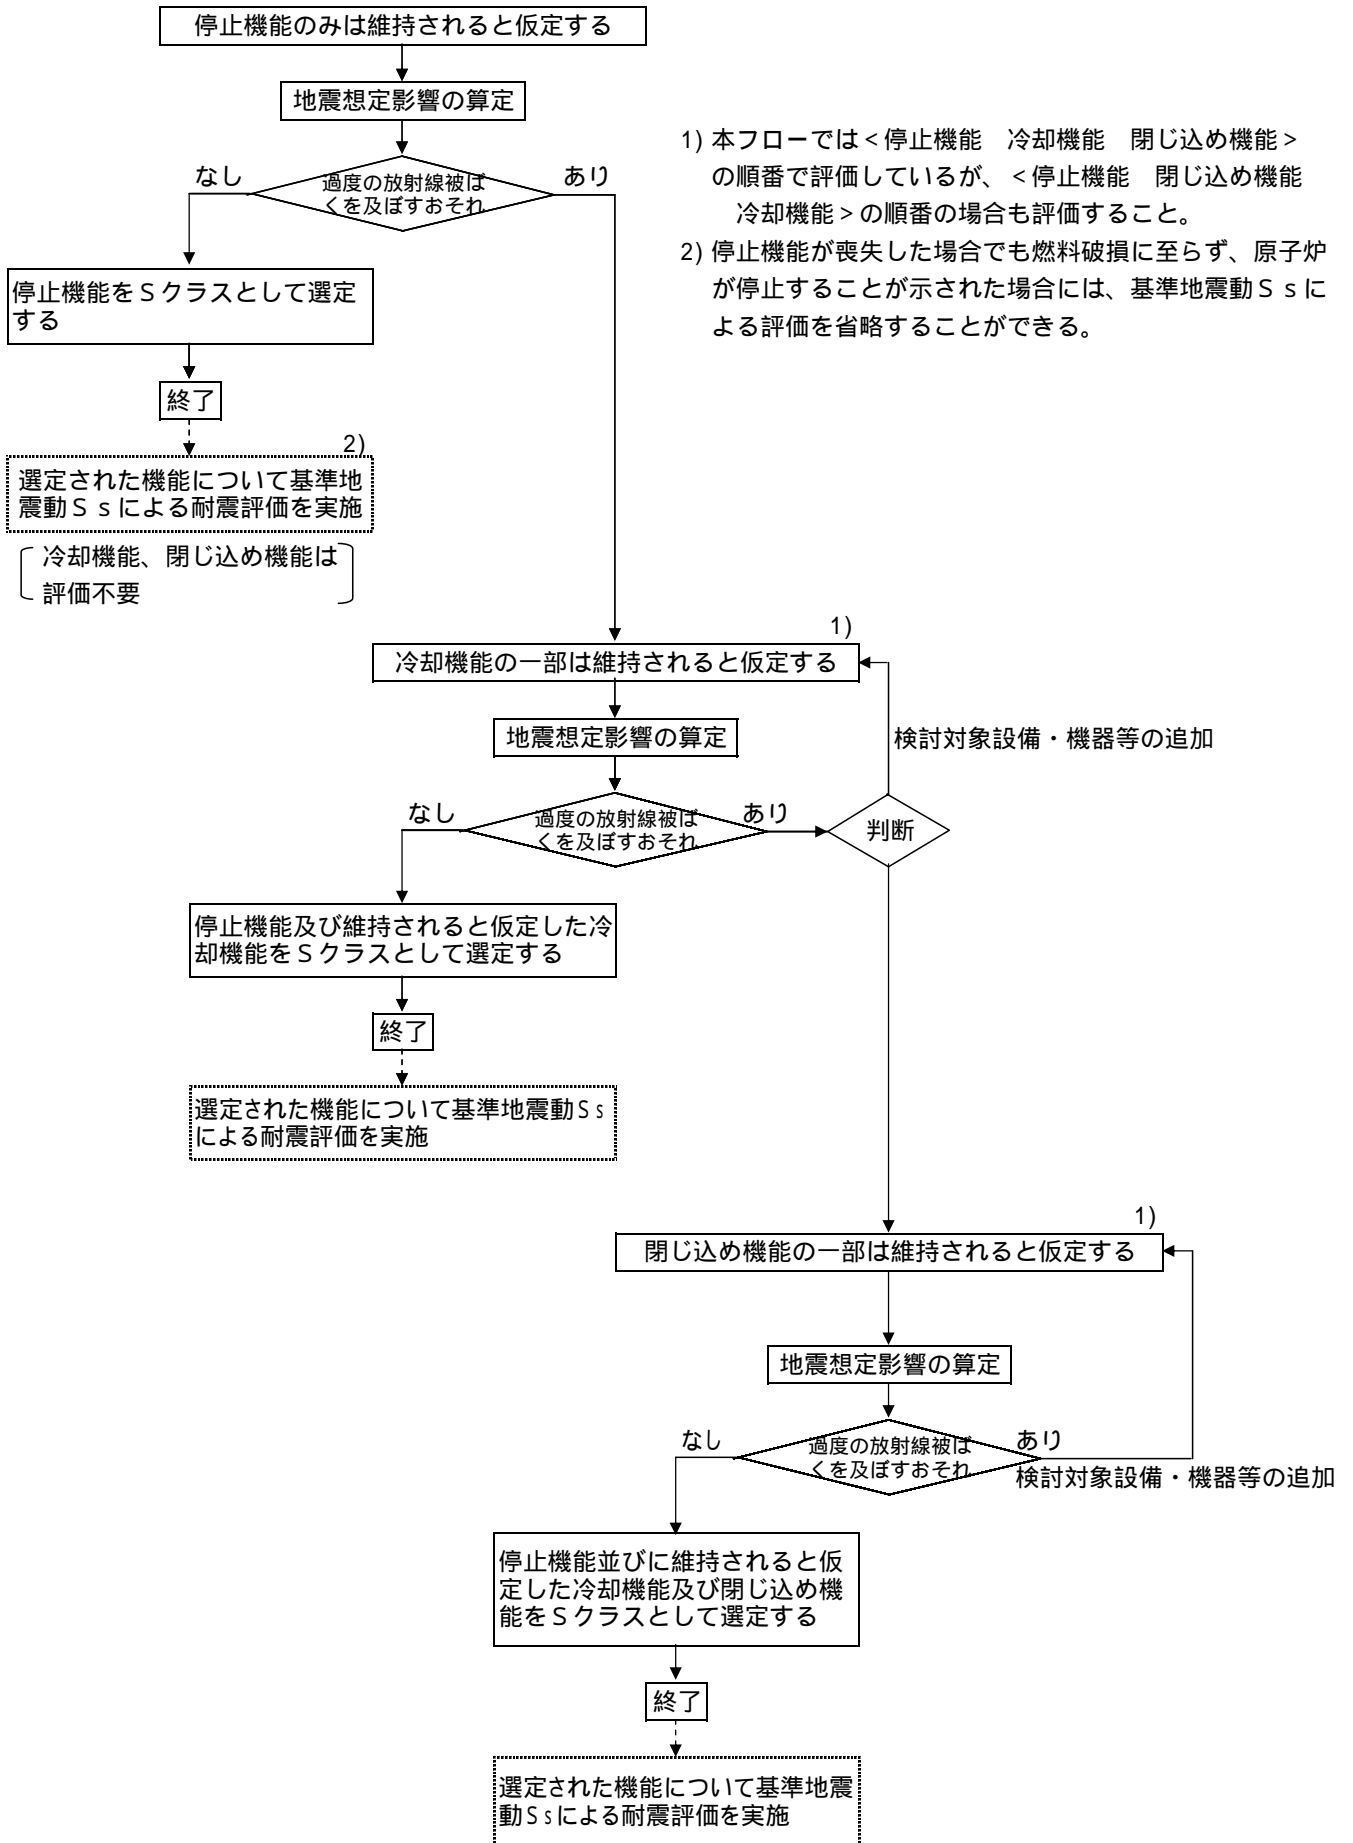 停止機能のみは維持されると仮定する
地震想定影響の算定
過度の放射線被ば
くを及ぼすおそれ
なし
あり
1) 本フローでは<停止機能　冷却機能　閉じ込め機能>
の順番で評価しているが、<停止機能　閉じ込め機能
冷却機能>の順番の場合も評価すること。
2) 停止機能が喪失した場合でも燃料破損に至らず、原子炉
が停止することが示された場合には、基準地震動Ｓｓに
よる評価を省略することができる。
停止機能をＳクラスとして選定
する
終了
2)
選定された機能について基準地
震動Ｓｓによる耐震評価を実施
冷却機能、閉じ込め機能は
評価不要
1)
冷却機能の一部は維持されると仮定する
地震想定影響の算定
検討対象設備・機器等の追加
過度の放射線被ば
くを及ぼすおそれ
なし
あり
判断
停止機能及び維持されると仮定した冷
却機能をＳクラスとして選定する
終了
選定された機能について基準地震動Ｓｓ
による耐震評価を実施
1)
閉じ込め機能の一部は維持されると仮定する
地震想定影響の算定
過度の放射線被ば
くを及ぼすおそれ
なし
あり
検討対象設備・機器等の追加
停止機能並びに維持されると仮
定した冷却機能及び閉じ込め機
能をＳクラスとして選定する
終了
選定された機能について基準地震
動Ｓｓによる耐震評価を実施